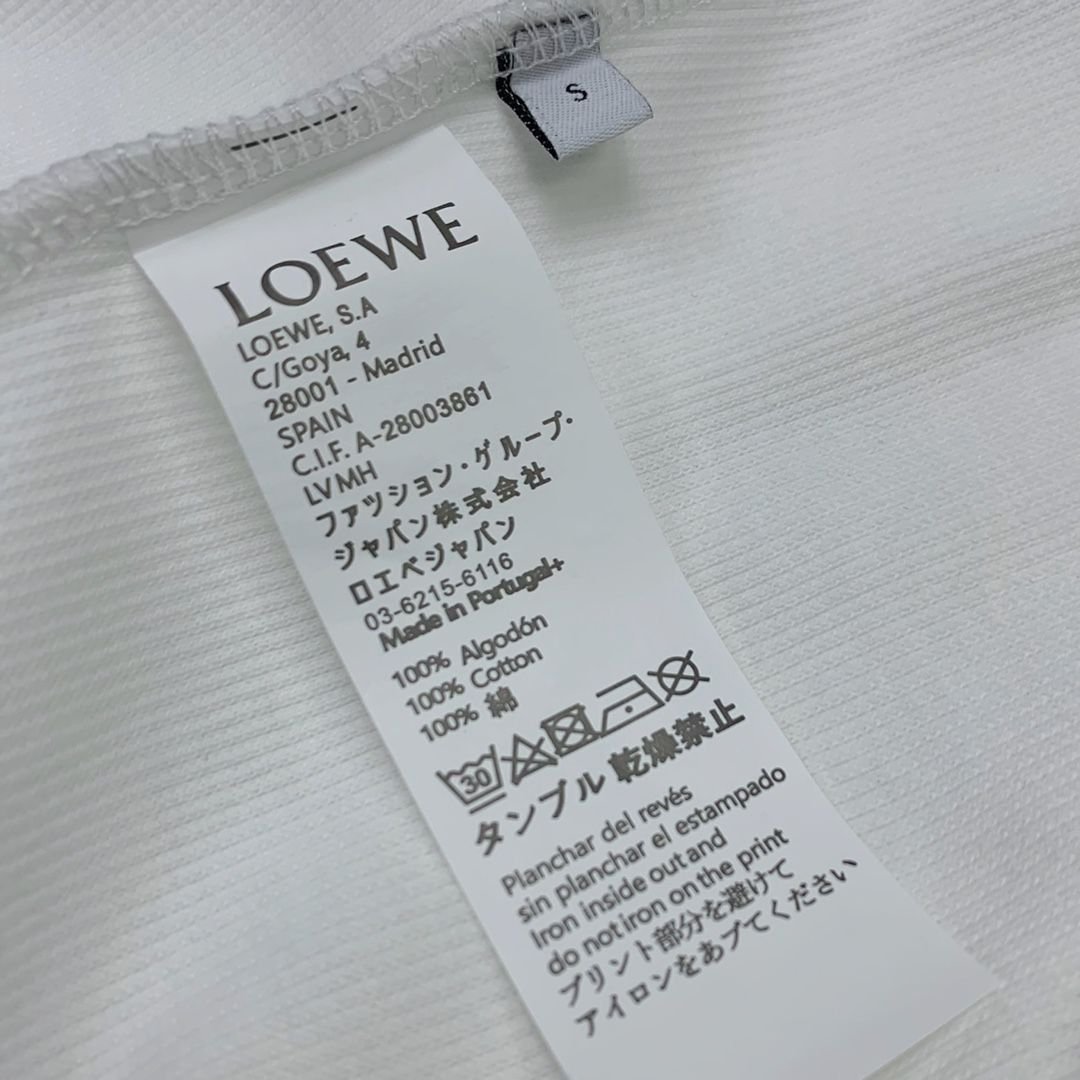 S
LOEWE
LOEWE, S.A
C/Goya, 4
28001 - Madrid
SPAIN
C.I.F. A-28003861
LVMH
ファツション・グループ・
ジャパン株式会社
ロエベジャパン
03-6215-6116
Made in Portugal+
100% Algodón
100% Cotton
100% 綿
30
タンブル 乾燥禁止
Planchar del revés
sin planchar el estampado
Iron inside out and
do not iron on the print
プリント部分を避けて
アイロンをあブてください